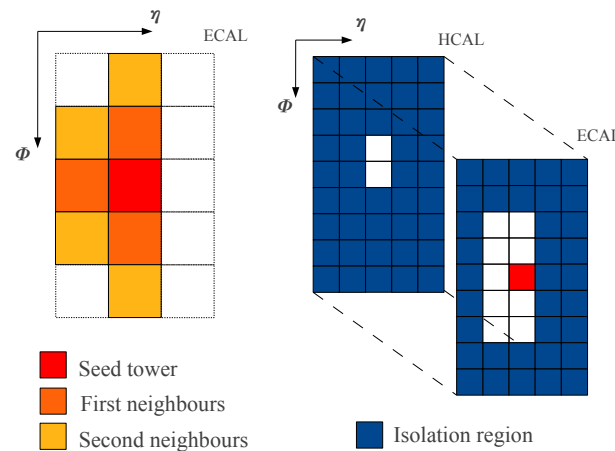 η
ECAL
Φ
η
HCAL
Φ
ECAL
Seed tower
First neighbours
Second neighbours
Isolation region